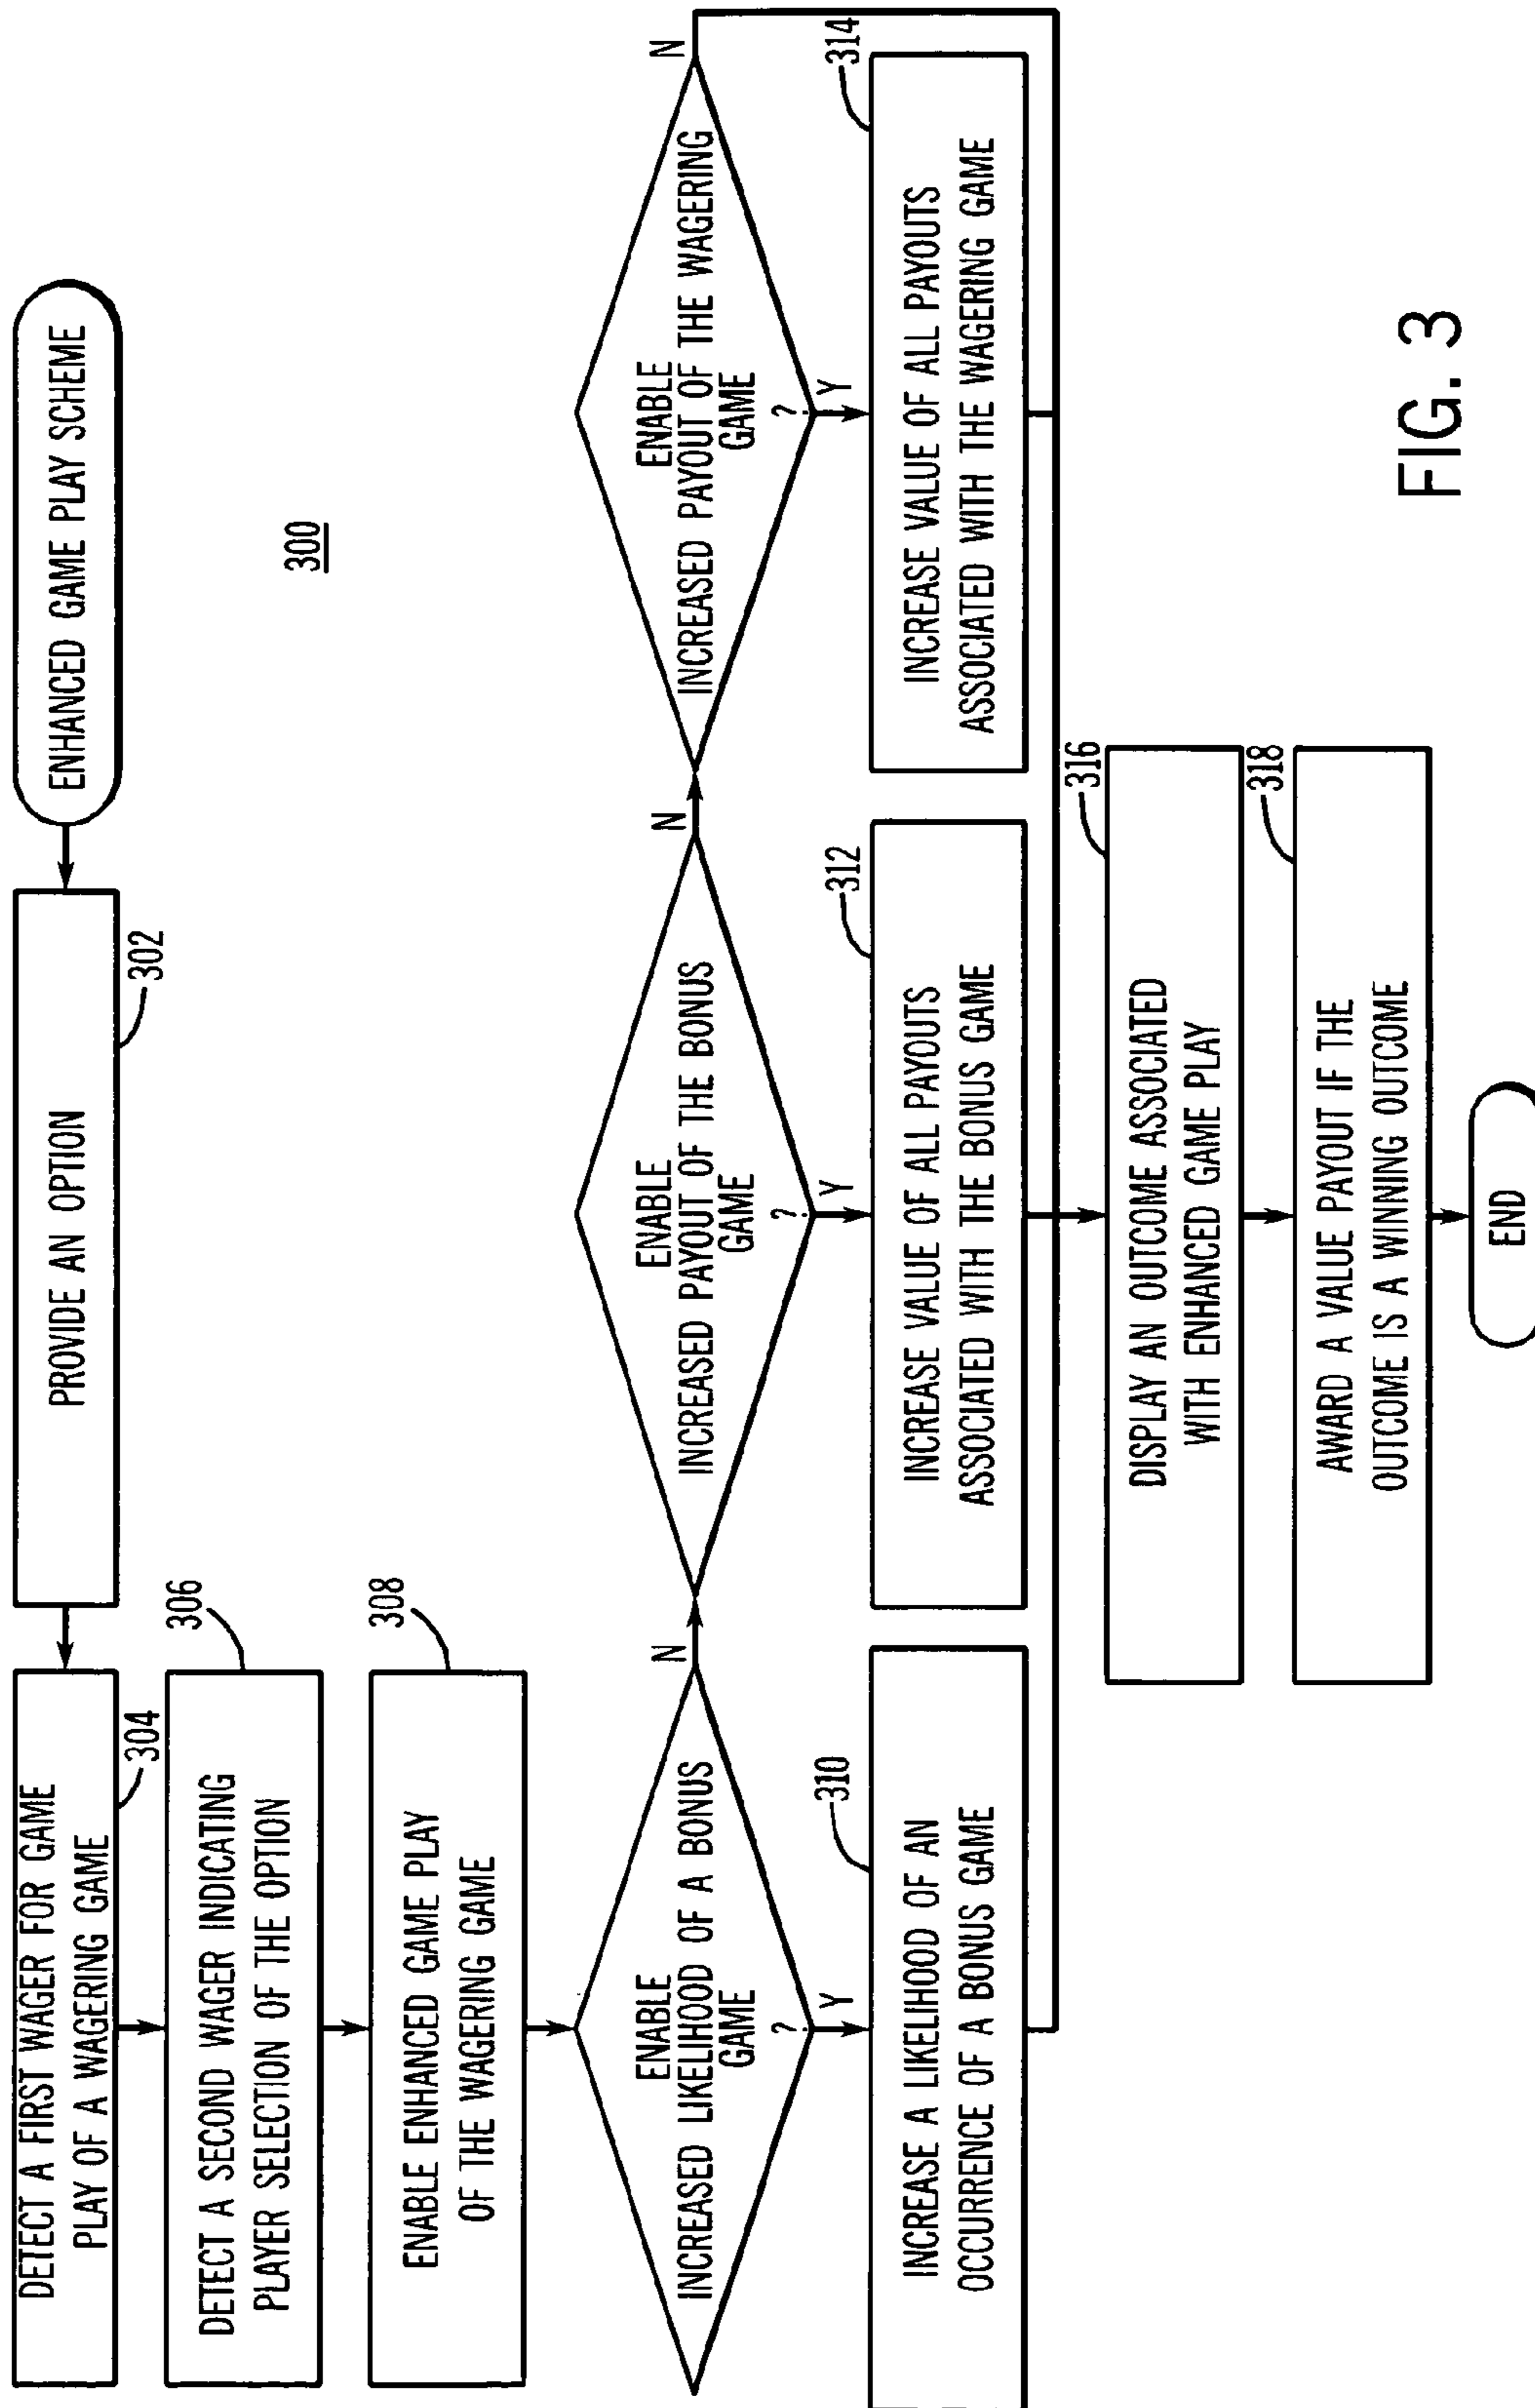 ENHANCED GAME PLAY SCHEME
300
PROVIDE AN OPTION
302
DETECT A FIRST WAGER FOR GAME
PLAY OF A WAGERING GAME
304
DETECT A SECOND WAGER INDICATING
PLAYER SELECTION OF THE OPTION
306
ENABLE ENHANCED GAME PLAY
OF THE WAGERING GAME
308
ENABLE
INCREASED LIKELIHOOD OF A BONUS
GAME
?
N
Y
INCREASE A LIKELIHOOD OF AN
OCCURRENCE OF A BONUS GAME
310
ENABLE
INCREASED PAYOUT OF THE BONUS
GAME
?
N
Y
INCREASE VALUE OF ALL PAYOUTS
ASSOCIATED WITH THE BONUS GAME
312
ENABLE
INCREASED PAYOUT OF THE WAGERING
GAME
?
N
Y
INCREASE VALUE OF ALL PAYOUTS
ASSOCIATED WITH THE WAGERING GAME
314
DISPLAY AN OUTCOME ASSOCIATED
WITH ENHANCED GAME PLAY
316
AWARD A VALUE PAYOUT IF THE
OUTCOME IS A WINNING OUTCOME
318
END
FIG. 3